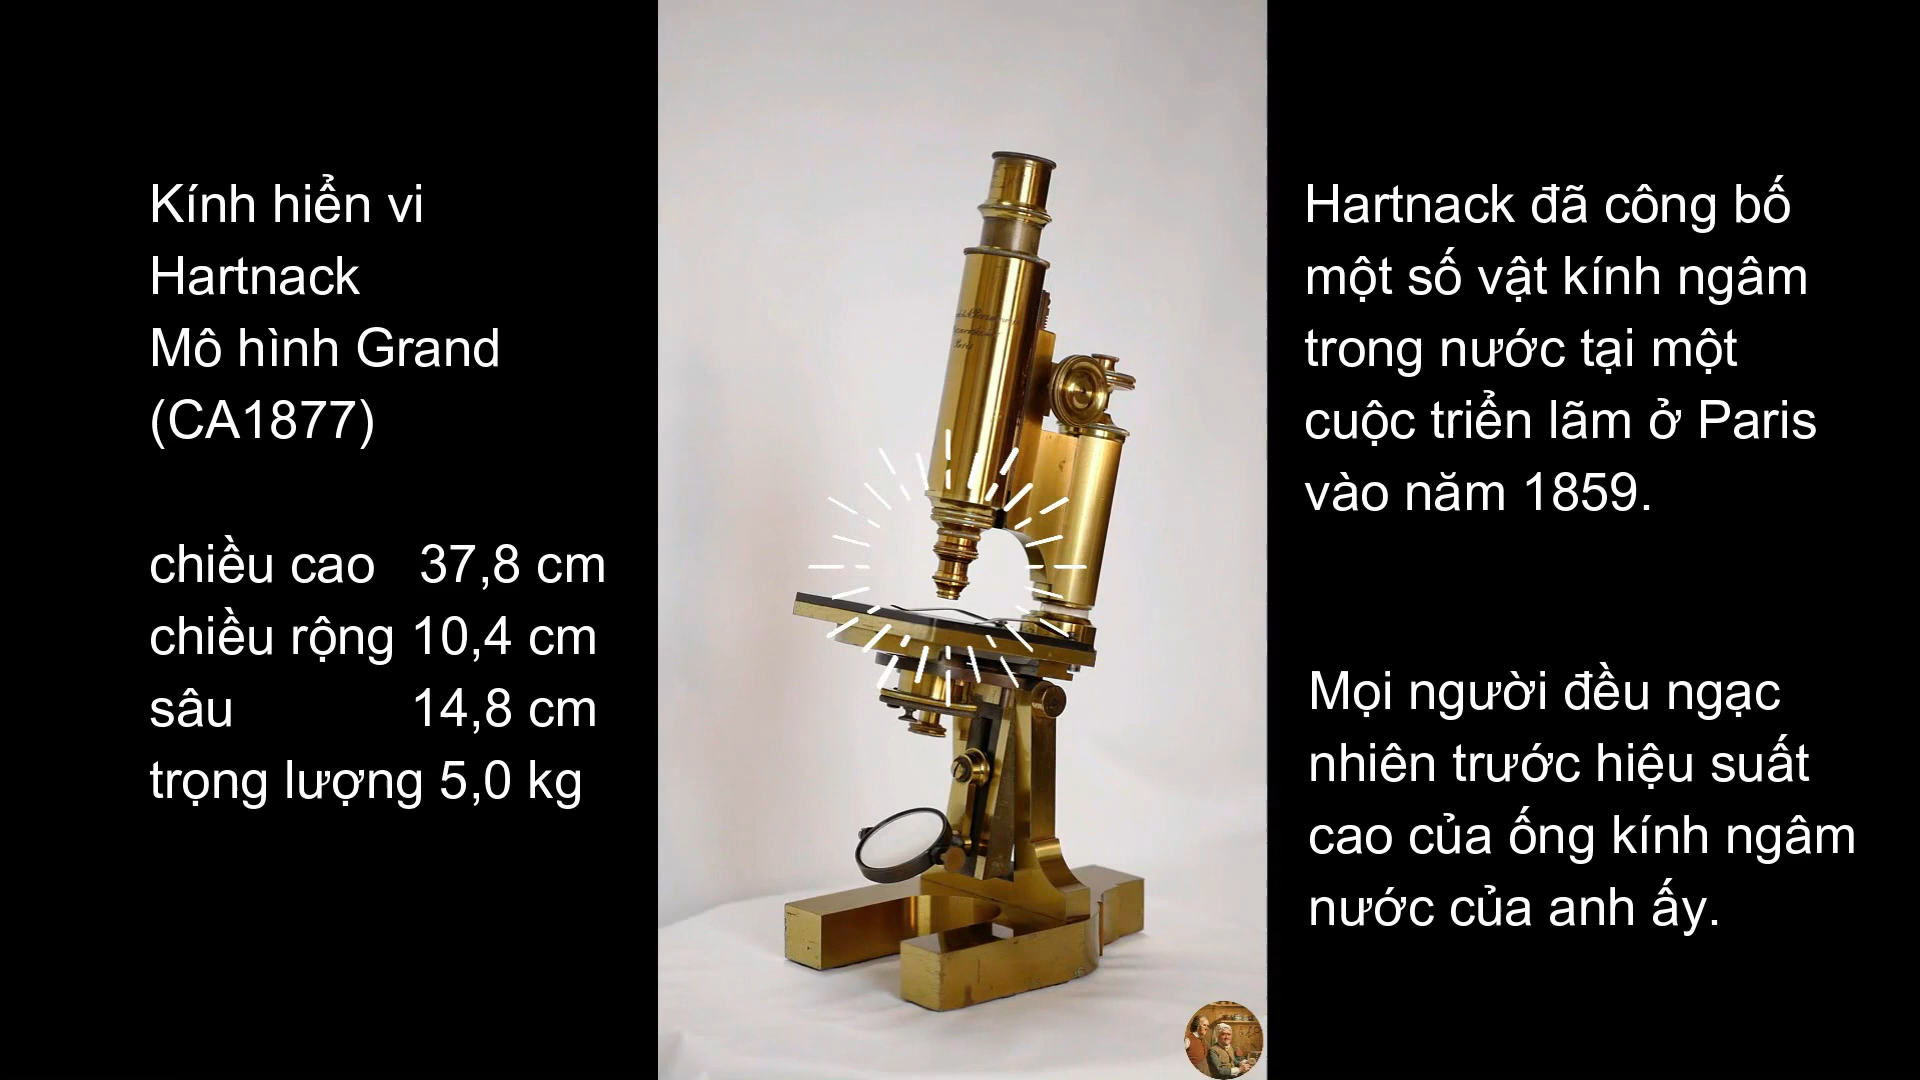 Kính hiển vi
Hartnack
Mô hình Grand
(CA1877)
chiều cao 37,8 cm
chiều rộng 10,4 cm
sâu 14,8 cm
trọng lượng 5,0 kg
Paris
Hartnack đã công bố
một số vật kính ngâm
trong nước tại một
cuộc triển lãm ở Paris
vào năm 1859.
Mọi người đều ngạc
nhiên trước hiệu suất
cao của ống kính ngâm
nước của anh ấy.